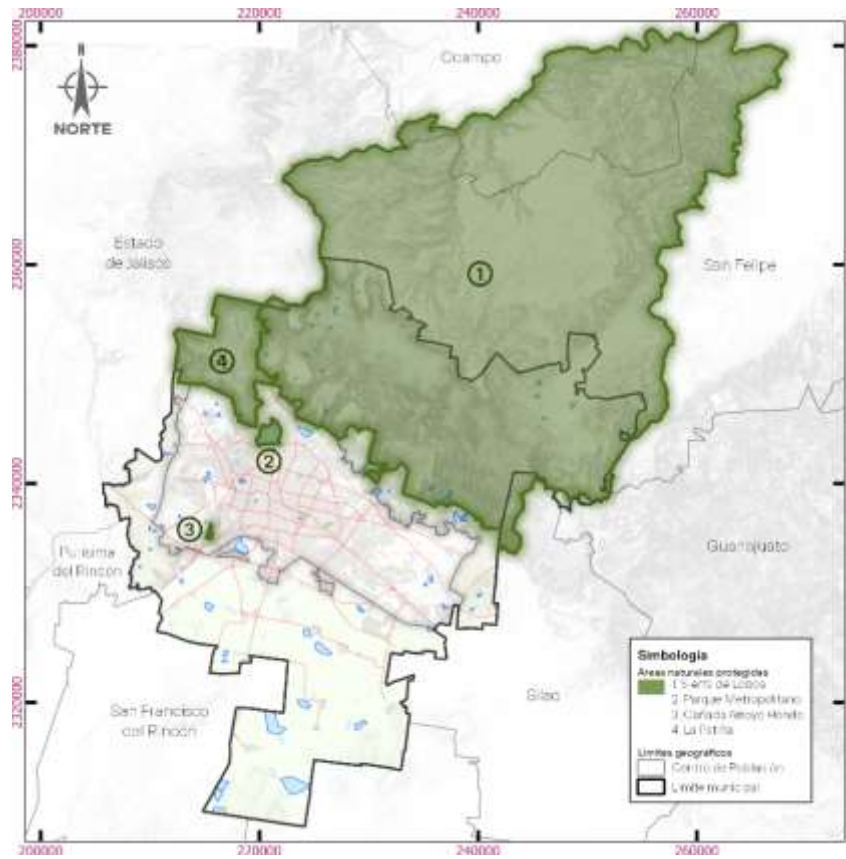 200000 220000 240000 260000
2380000
NORTE
Ocampo
Estado
de Jalisco
2360000
1
San Felipe
4
2
2340000
3
Guanajuato
Purísima
del Rincón
Silao
2320000
San Francisco
del Rincón
Simbología
Áreas naturales protegidas
1. Sierra de Lobos
2. Parque Metropolitano
3. Cañada Arroyo Hondo
4. La Patiña
Límites geográficos
Centro de Población
Límite municipal
200000 220000 240000 260000